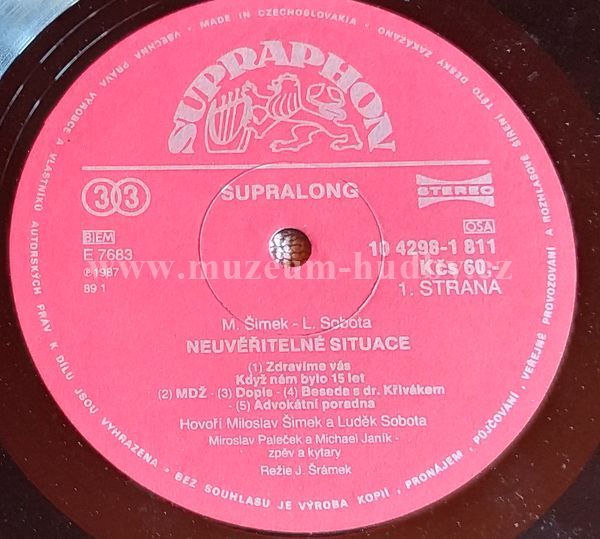 VŠECHNA PRÁVA VÝROBCE A VLASTNÍKŮ AUTORSKÝCH PRÁV K DÍLU JSOU VYHRAZENA • BEZ SOUHLASU JE VÝROBA KOPIÍ, PRONÁJEM, PŮJČOVÁNÍ, VEŘEJNÉ PROVOZOVÁNÍ A ROZHLASOVÉ ŠÍŘENÍ TÉTO DESKY ZAKÁZÁNO • MADE IN CZECHOSLOVAKIA •
SUPRAPHON
33
SUPRALONG
STEREO
BIEM
OSA
E 7683
10 4298-1 811
℗ 1987
Kčs 60,-
www.muzeum-hudby.cz
89 1
1. STRANA
M. Šimek - L. Sobota
NEUVĚŘITELNÉ SITUACE
(1) Zdravíme vás
Když nám bylo 15 let
(2) MDŽ - (3) Dopis - (4) Beseda s dr. Křivákem
- (5) Advokátní poradna
Hovoří Miloslav Šimek a Luděk Sobota
Miroslav Paleček a Michael Janík -
zpěv a kytary
Režie J. Šrámek